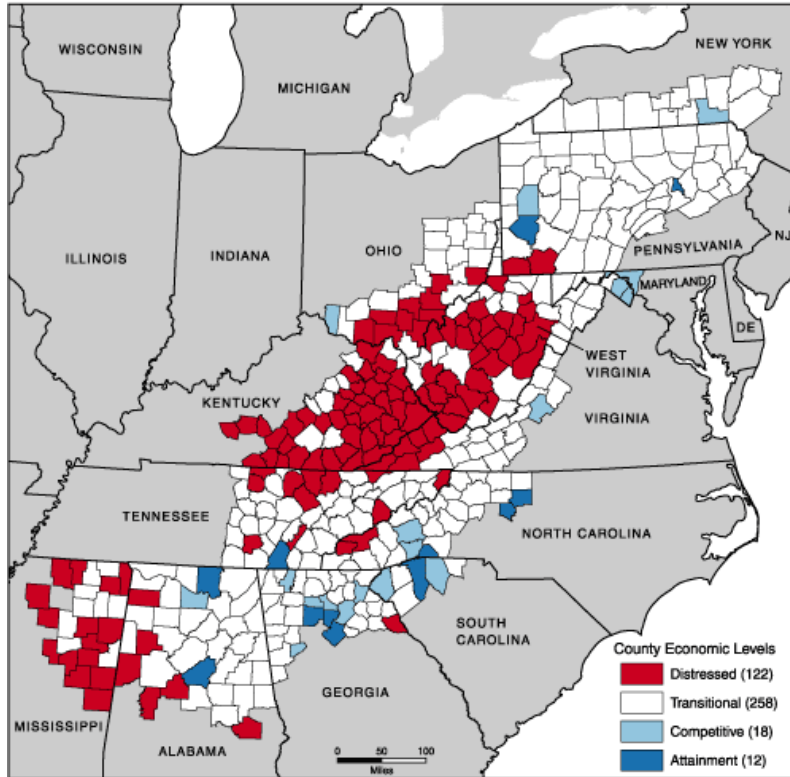 WISCONSIN
NEW YORK
MICHIGAN
PENNSYLVANIA
NJ
OHIO
ILLINOIS
INDIANA
MARYLAND
DE
WEST
VIRGINIA
KENTUCKY
VIRGINIA
TENNESSEE
NORTH CAROLINA
SOUTH
CAROLINA
GEORGIA
MISSISSIPPI
ALABAMA
0 50 100
Miles
County Economic Levels
Distressed (122)
Transitional (258)
Competitive (18)
Attainment (12)